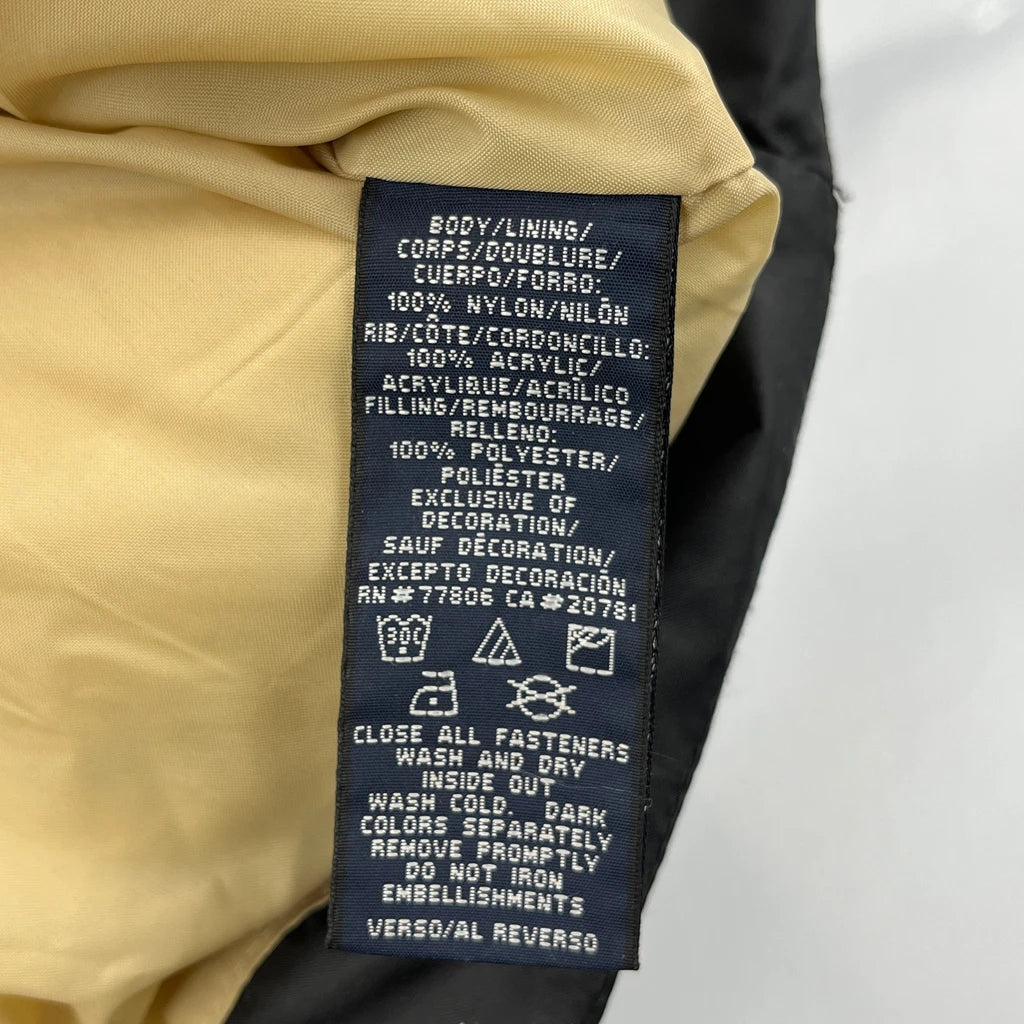 BODY/LINING/
CORPS/DOUBLURE/
CUERPO/FORRO:
100% NYLON/NILÓN
RIB/CÔTE/CORDONCILLO:
100% ACRYLIC/
ACRYLIQUE/ACRÍLICO
FILLING/REMBOURRAGE/
RELLENO:
100% POLYESTER/
POLIÉSTER
EXCLUSIVE OF
DECORATION/
SAUF DÉCORATION/
EXCEPTO DECORACIÓN
RN#77806 CA#20781
30C
CLOSE ALL FASTENERS
WASH AND DRY
INSIDE OUT
WASH COLD. DARK
COLORS SEPARATELY
REMOVE PROMPTLY
DO NOT IRON
EMBELLISHMENTS
VERSO/AL REVERSO